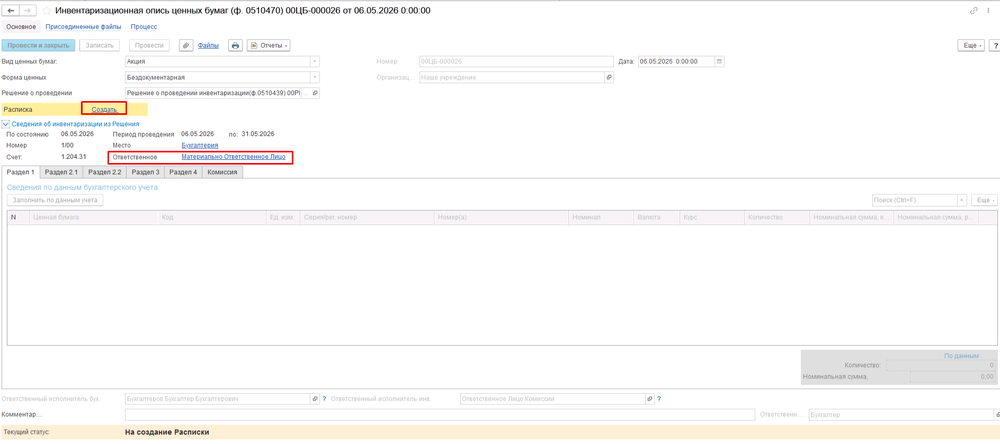 Инвентаризационная опись ценных бумаг (ф. 0510470) 00ЦБ-000026 от 06.05.2026 0:00:00
Основное Присоединенные файлы Процесс
Провести и закрыть Записать Провести Файлы Отчеты Еще ?
Вид ценных бумаг: Акция Номер: 00ЦБ-000026 Дата: 06.05.2026 0:00:00
Форма ценных Бездокументарная Организац... Наше учреждение
Решение о проведении Решение о проведении инвентаризации(ф.0510439) 00РІ ...
Расписка Создать
Сведения об инвентаризации из Решения
По состоянию 06.05.2026 Период проведения 06.05.2026 по: 31.05.2026
Номер 1/00 Место Бухгалтерия
Счет: 1.204.31 Ответственное Материально Ответственное Лицо
Раздел 1 Раздел 2.1 Раздел 2.2 Раздел 3 Раздел 4 Комиссия
Сведения по данным бухгалтерского учета
Заполнить по данным учета Поиск (Ctrl+F) × Еще
N Ценная бумага Код Ед. изм. Серия/рег. номер Номер(а) Номинал Валюта Курс Количество Номинальная сумма, в... Номинальная сумма, р...
По данным
Количество: 0
Номинальная сумма, 0,00
Ответственный исполнитель бух. Бухгалтеров Бухгалтер Бухгалтерович ? Ответственный исполнитель инв. Ответственное Лицо Комиссии ?
Комментар... Ответственн... Бухгалтер
Текущий статус: На создание Расписки